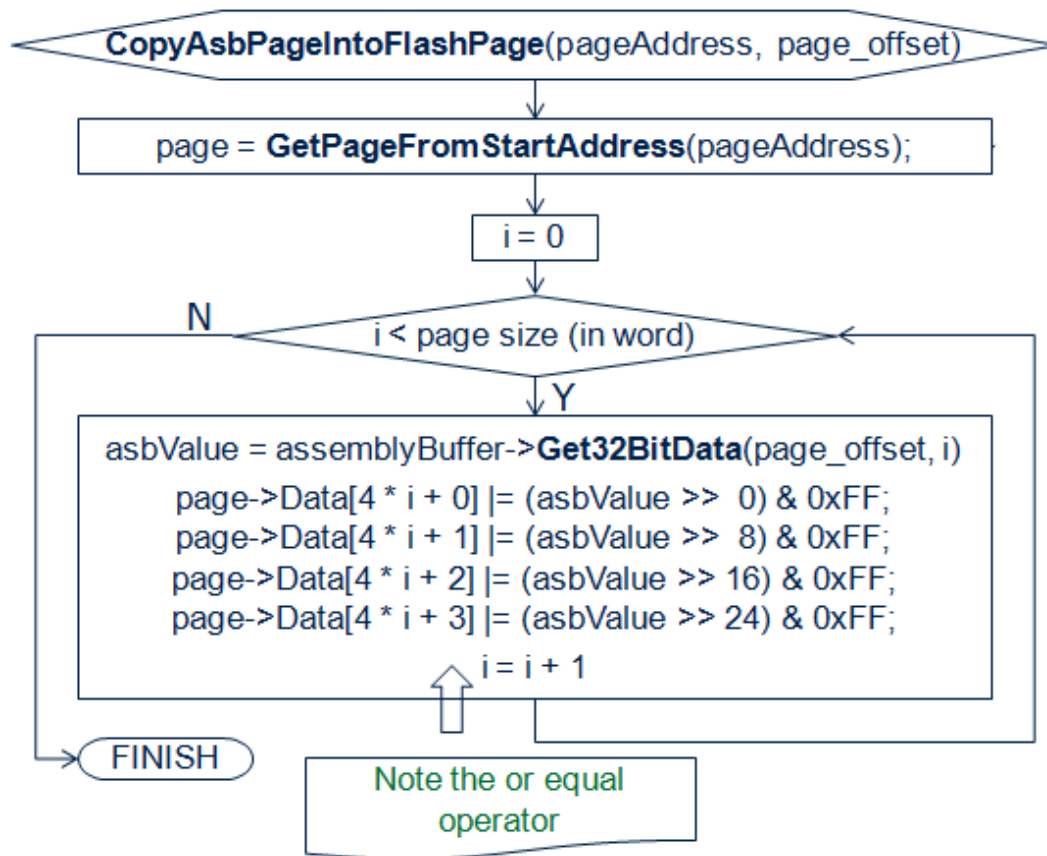 CopyAsbPageIntoFlashPage(pageAddress, page_offset)
page = GetPageFromStartAddress(pageAddress);
i = 0
N
i < page size (in word)
Y
asbValue = assemblyBuffer->Get32BitData(page_offset, i)
page->Data[4 * i + 0] |= (asbValue >>  0) & 0xFF;
page->Data[4 * i + 1] |= (asbValue >>  8) & 0xFF;
page->Data[4 * i + 2] |= (asbValue >> 16) & 0xFF;
page->Data[4 * i + 3] |= (asbValue >> 24) & 0xFF;
i = i + 1
FINISH
Note the or equal
operator